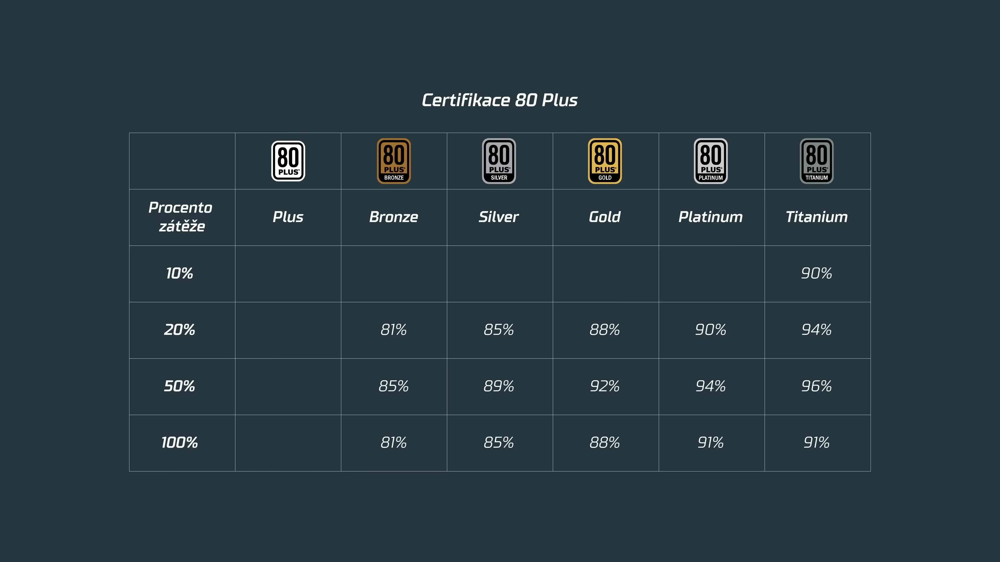 Certifikace 80 Plus
80 PLUS™
80 PLUS® BRONZE
80 PLUS® SILVER
80 PLUS® GOLD
80 PLUS® PLATINUM
80 PLUS® TITANIUM
Procento
zátěže
Plus Bronze Silver Gold Platinum Titanium
10% 90%
20% 81% 85% 88% 90% 94%
50% 85% 89% 92% 94% 96%
100% 81% 85% 88% 91% 91%